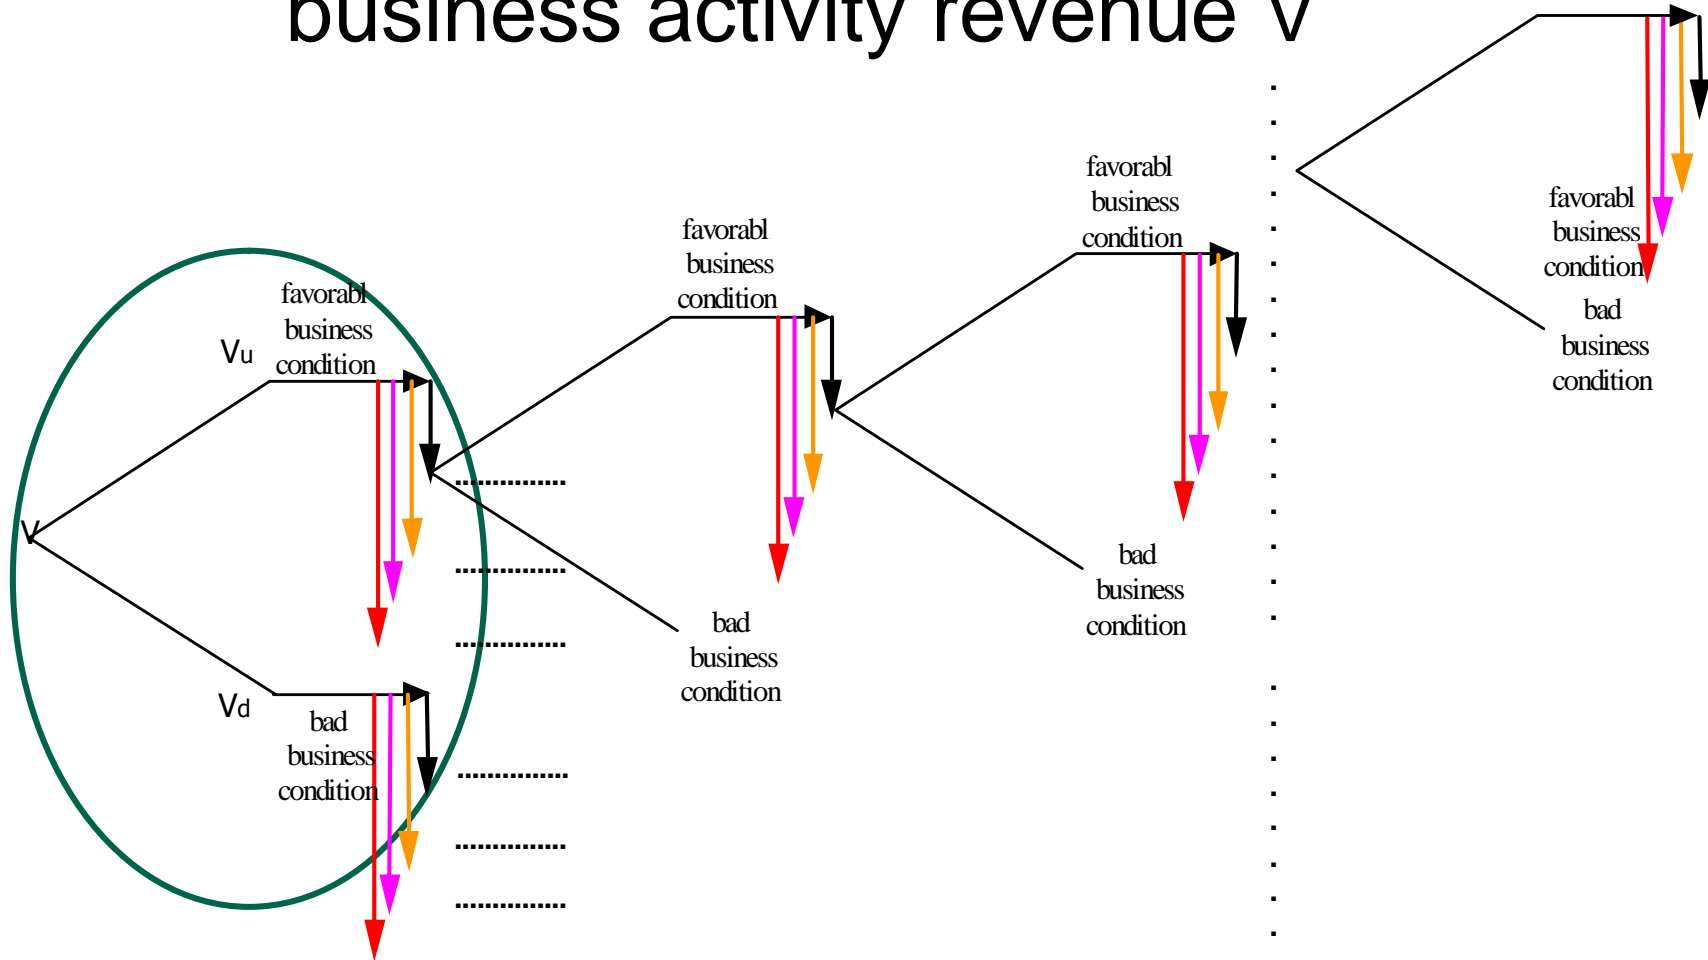 business activity revenue V
favorabl
business
condition
bad
business
condition
favorabl
business
condition
bad
business
condition
favorabl
business
condition
bad
business
condition
favorabl
business
condition
Vu
V
Vd
bad
business
condition